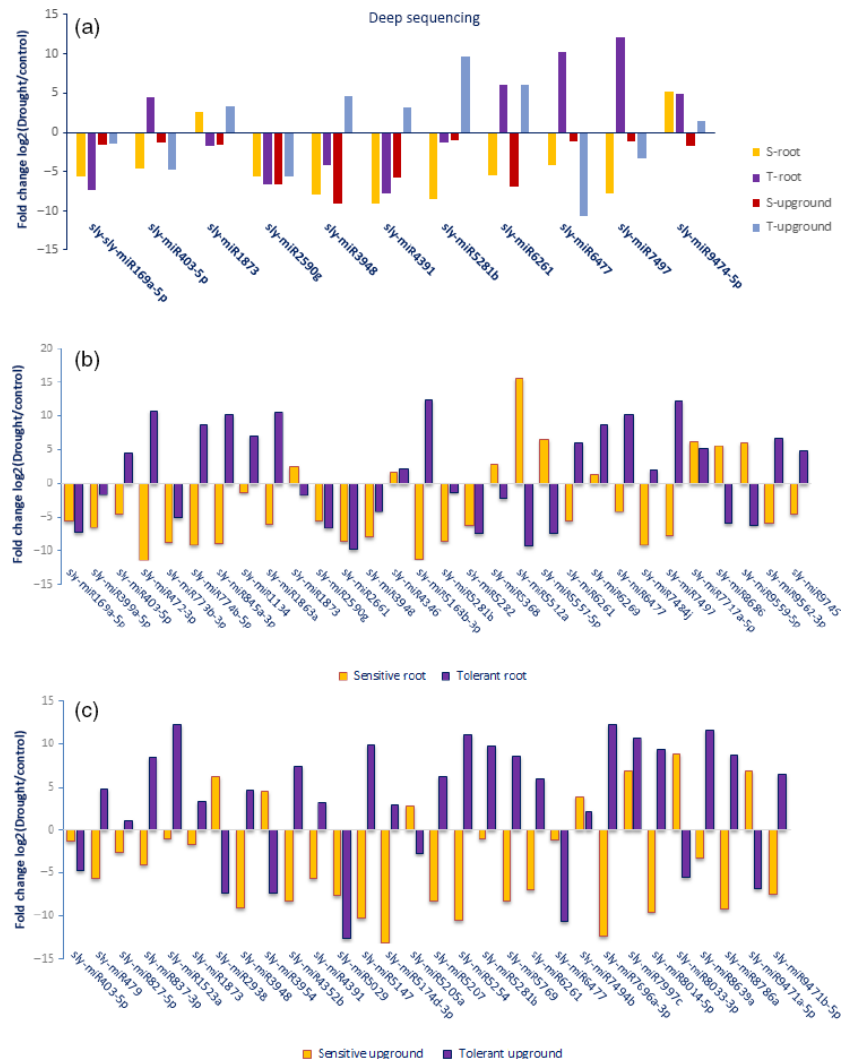 (a)
Deep sequencing
Fold change log2(Drought/control)
15
10
5
0
−5
−10
−15
sly-sly-miR169a-5p
sly-miR403-5p
sly-miR1873
sly-miR2590g
sly-miR3948
sly-miR4391
sly-miR5281b
sly-miR6261
sly-miR6477
sly-miR7497
sly-miR9474-5p
S-root
T-root
S-upground
T-upground
(b)
Fold change log2(Drought/control)
20
15
10
5
0
−5
−10
−15
sly-miR169a-5p
sly-miR399a-5p
sly-miR403-5p
sly-miR472-3p
sly-miR773b-3p
sly-miR774b-5p
sly-miR845a-3p
sly-miR1134
sly-miR1863a
sly-miR1873
sly-miR2590g
sly-miR2661
sly-miR3948
sly-miR4346
sly-miR5163b-3p
sly-miR5281b
sly-miR5282
sly-miR5368
sly-miR5512a
sly-miR5557-5p
sly-miR6261
sly-miR6269
sly-miR6477
sly-miR7484j
sly-miR7497
sly-miR7717a-5p
sly-miR8686
sly-miR9559-5p
sly-miR9562-3p
sly-miR9745
Sensitive root
Tolerant root
(c)
Fold change log2(Drought/control)
15
10
5
0
−5
−10
−15
sly-miR403-5p
sly-miR479
sly-miR827-5p
sly-miR837-3p
sly-miR1523a
sly-miR1873
sly-miR2938
sly-miR3948
sly-miR3954
sly-miR4352b
sly-miR4391
sly-miR5029
sly-miR5147
sly-miR5174d-3p
sly-miR5205a
sly-miR5207
sly-miR5254
sly-miR5281b
sly-miR5769
sly-miR6261
sly-miR6477
sly-miR7494b
sly-miR7696a-3p
sly-miR7997c
sly-miR8014-5p
sly-miR8033-3p
sly-miR8639a
sly-miR8786a
sly-miR9471a-5p
sly-miR9471b-5p
Sensitive upground
Tolerant upground